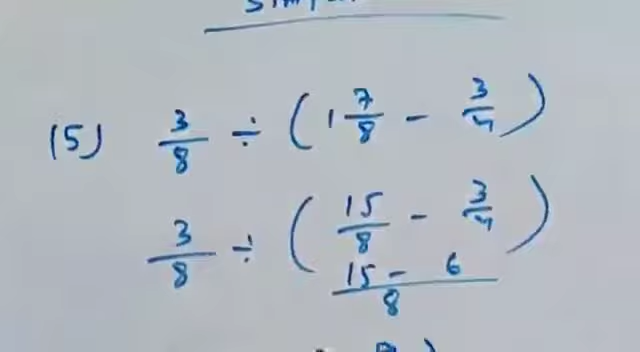 (5) 3/8 ÷ (1 7/8 - 3/4)
3/8 ÷ (15/8 - 3/4)
15 - 6
8